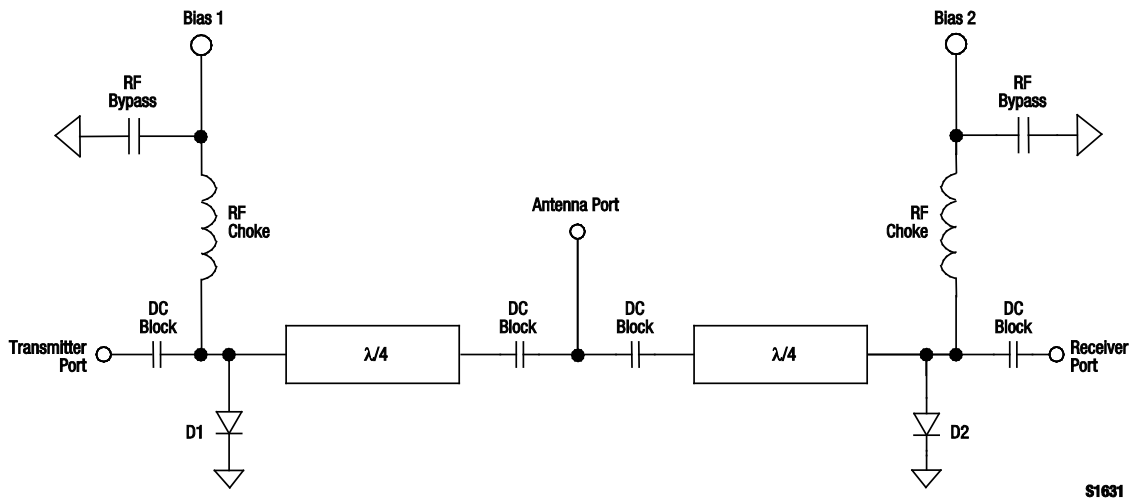 Bias 1
Bias 2
RF
Bypass
RF
Bypass
RF
Choke
Antenna Port
RF
Choke
DC
Block
DC
Block
DC
Block
DC
Block
Transmitter
Port
λ/4
λ/4
Receiver
Port
D1
D2
S1631